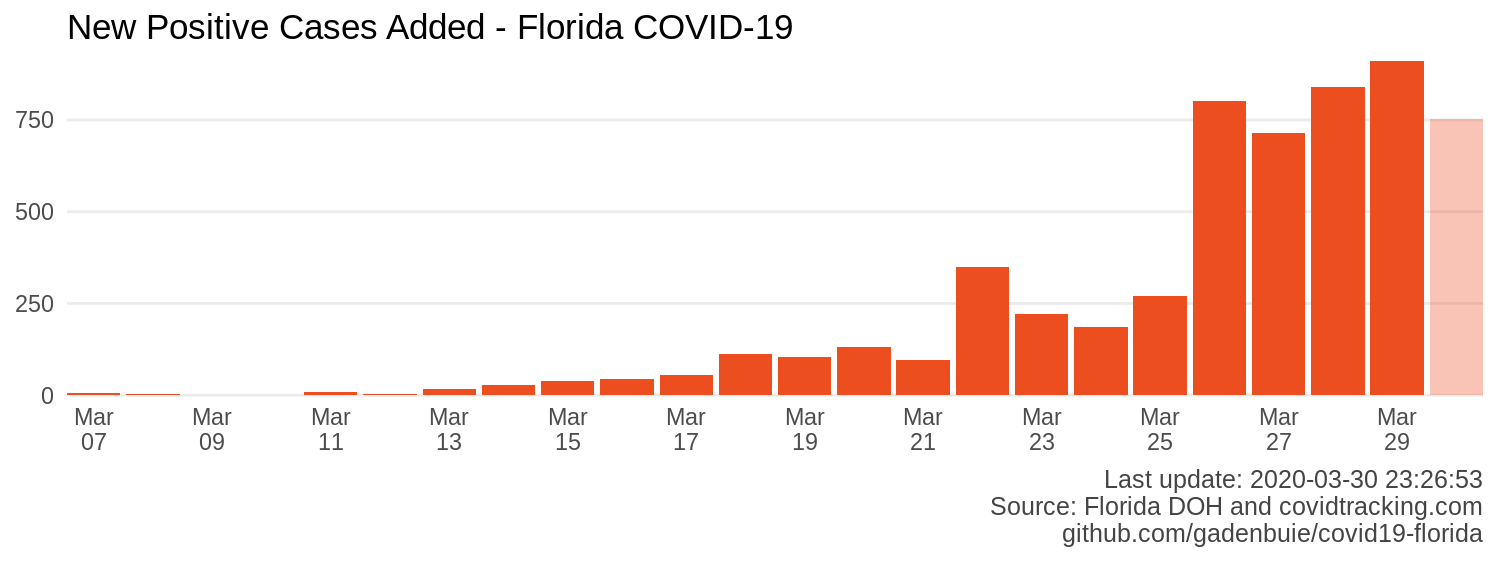 New Positive Cases Added - Florida COVID-19
750
500
250
0
Mar Mar Mar Mar Mar Mar Mar Mar Mar Mar Mar Mar
07 09 11 13 15 17 19 21 23 25 27 29
Last update: 2020-03-30 23:26:53
Source: Florida DOH and covidtracking.com
github.com/gadenbuie/covid19-florida